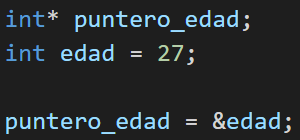 int* puntero_edad;
int edad = 27;
puntero_edad = &edad;